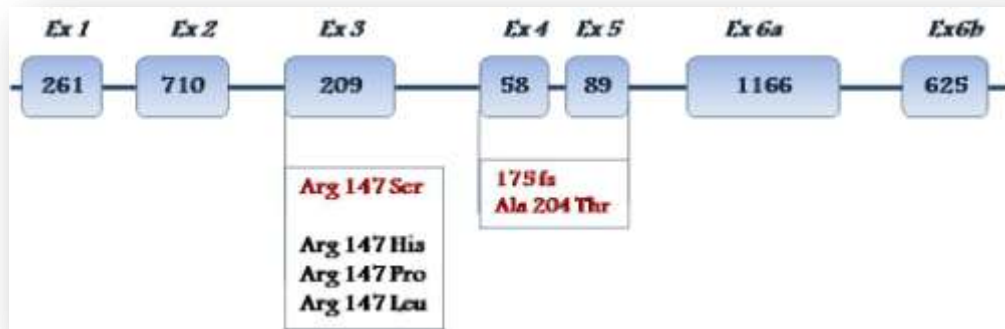 Ex 1 Ex 2 Ex 3 Ex 4 Ex 5 Ex 6a Ex6b
261 710 209 58 89 1166 625
Arg 147 Ser
Arg 147 His
Arg 147 Pro
Arg 147 Leu
175 fs
Ala 204 Thr